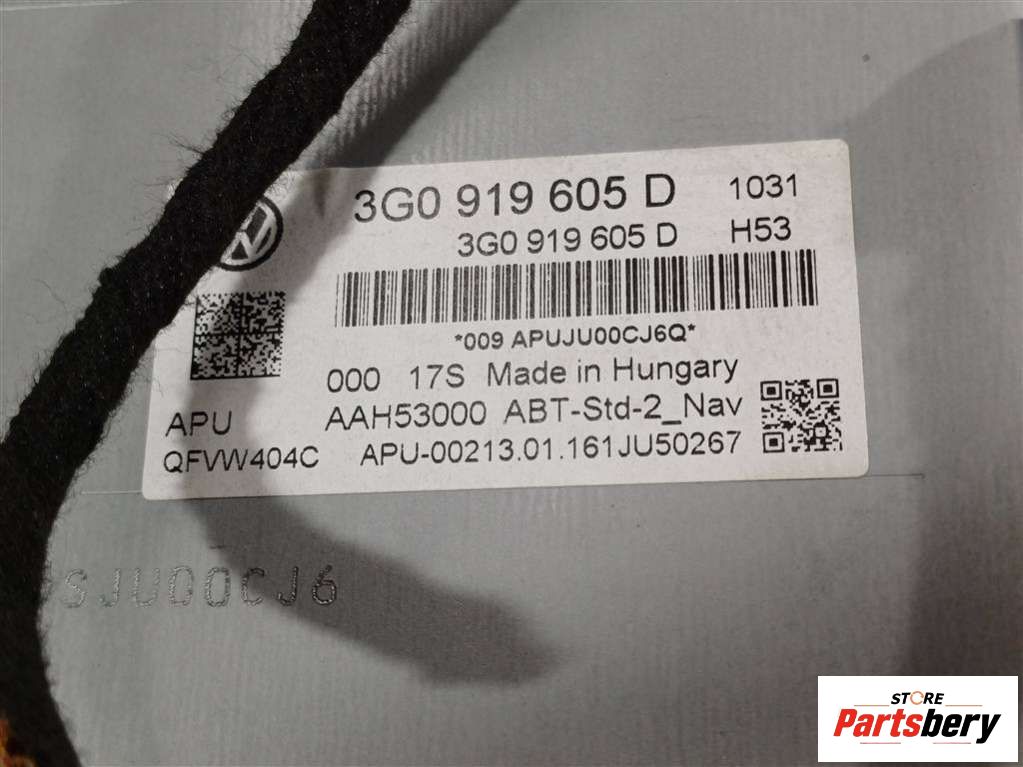 3G0 919 605 D 1031
3G0 919 605 D H53
*009 APUJU00CJ6Q*
000 17S Made in Hungary
APU AAH53000 ABT-Std-2_Nav
QFVW404C APU-00213.01.161JU50267
SJU00CJ6
STORE
Partsbery